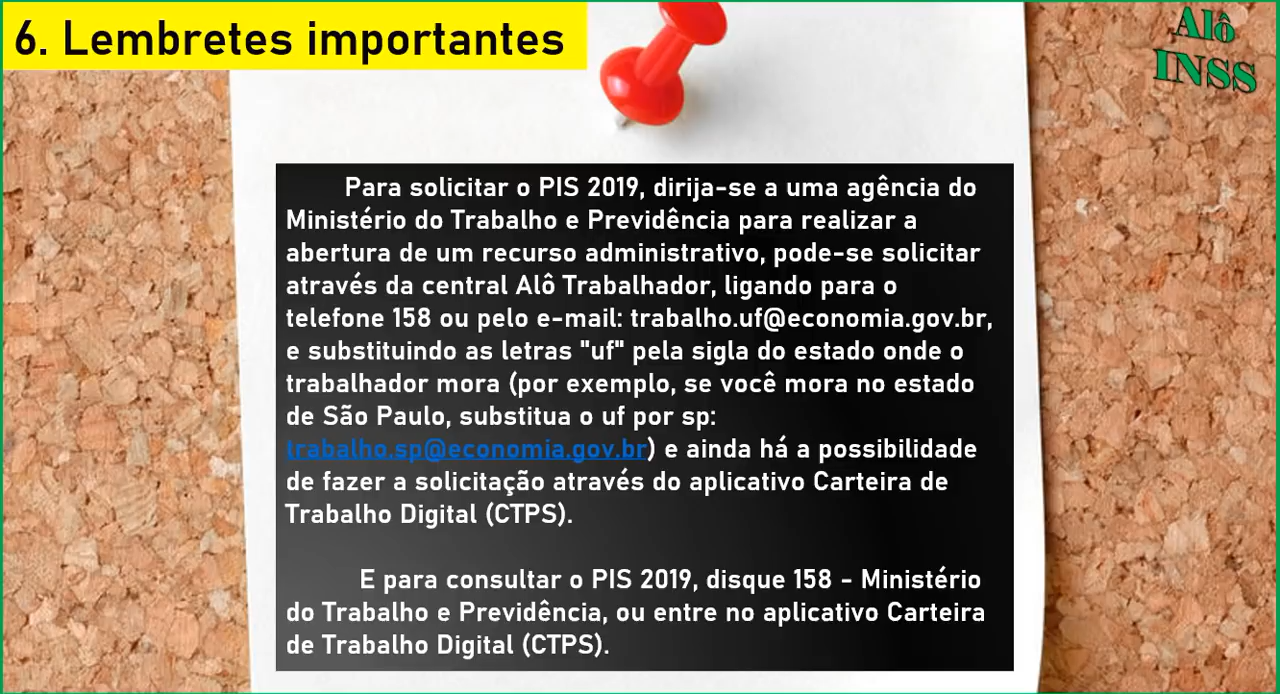 6. Lembretes importantes
Alô
INSS
Para solicitar o PIS 2019, dirija-se a uma agência do
Ministério do Trabalho e Previdência para realizar a
abertura de um recurso administrativo, pode-se solicitar
através da central Alô Trabalhador, ligando para o
telefone 158 ou pelo e-mail: trabalho.uf@economia.gov.br,
e substituindo as letras "uf" pela sigla do estado onde o
trabalhador mora (por exemplo, se você mora no estado
de São Paulo, substitua o uf por sp:
trabalho.sp@economia.gov.br) e ainda há a possibilidade
de fazer a solicitação através do aplicativo Carteira de
Trabalho Digital (CTPS).
E para consultar o PIS 2019, disque 158 - Ministério
do Trabalho e Previdência, ou entre no aplicativo Carteira
de Trabalho Digital (CTPS).